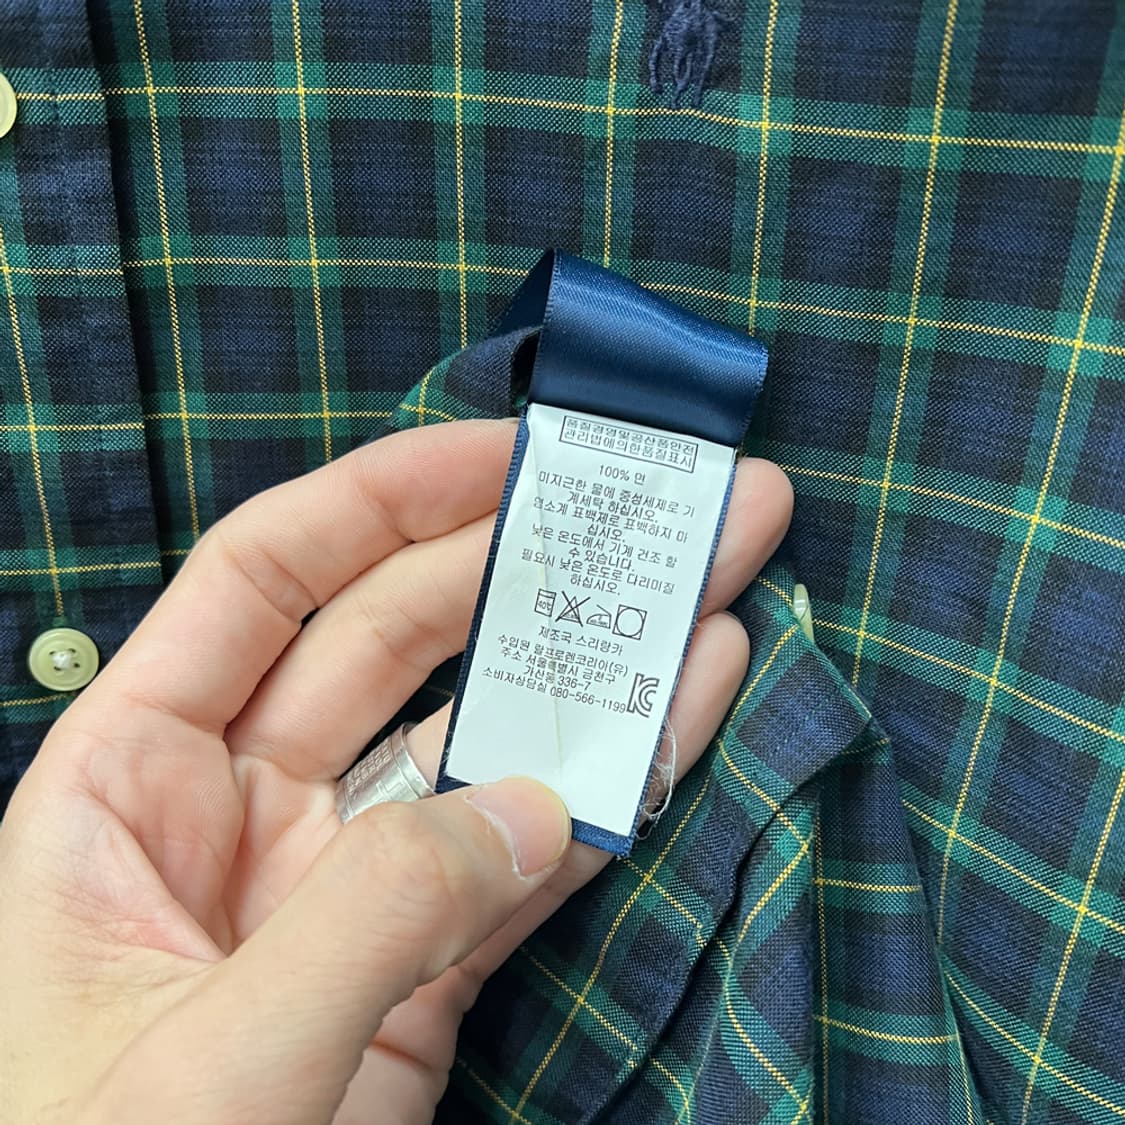 품질경영및공산품안전
관리법에의한품질표시
100% 면
미지근한 물에 중성세제로 기
계세탁 하십시오.
염소계 표백제로 표백하지 마
십시오.
낮은 온도에서 기계 건조 할
수 있습니다.
필요시 낮은 온도로 다리미질
하십시오.
40℃
제조국 스리랑카
수입원 랄프로렌코리아(유)
주소 서울특별시 금천구
가산동 336-7
소비자상담실 080-566-1199